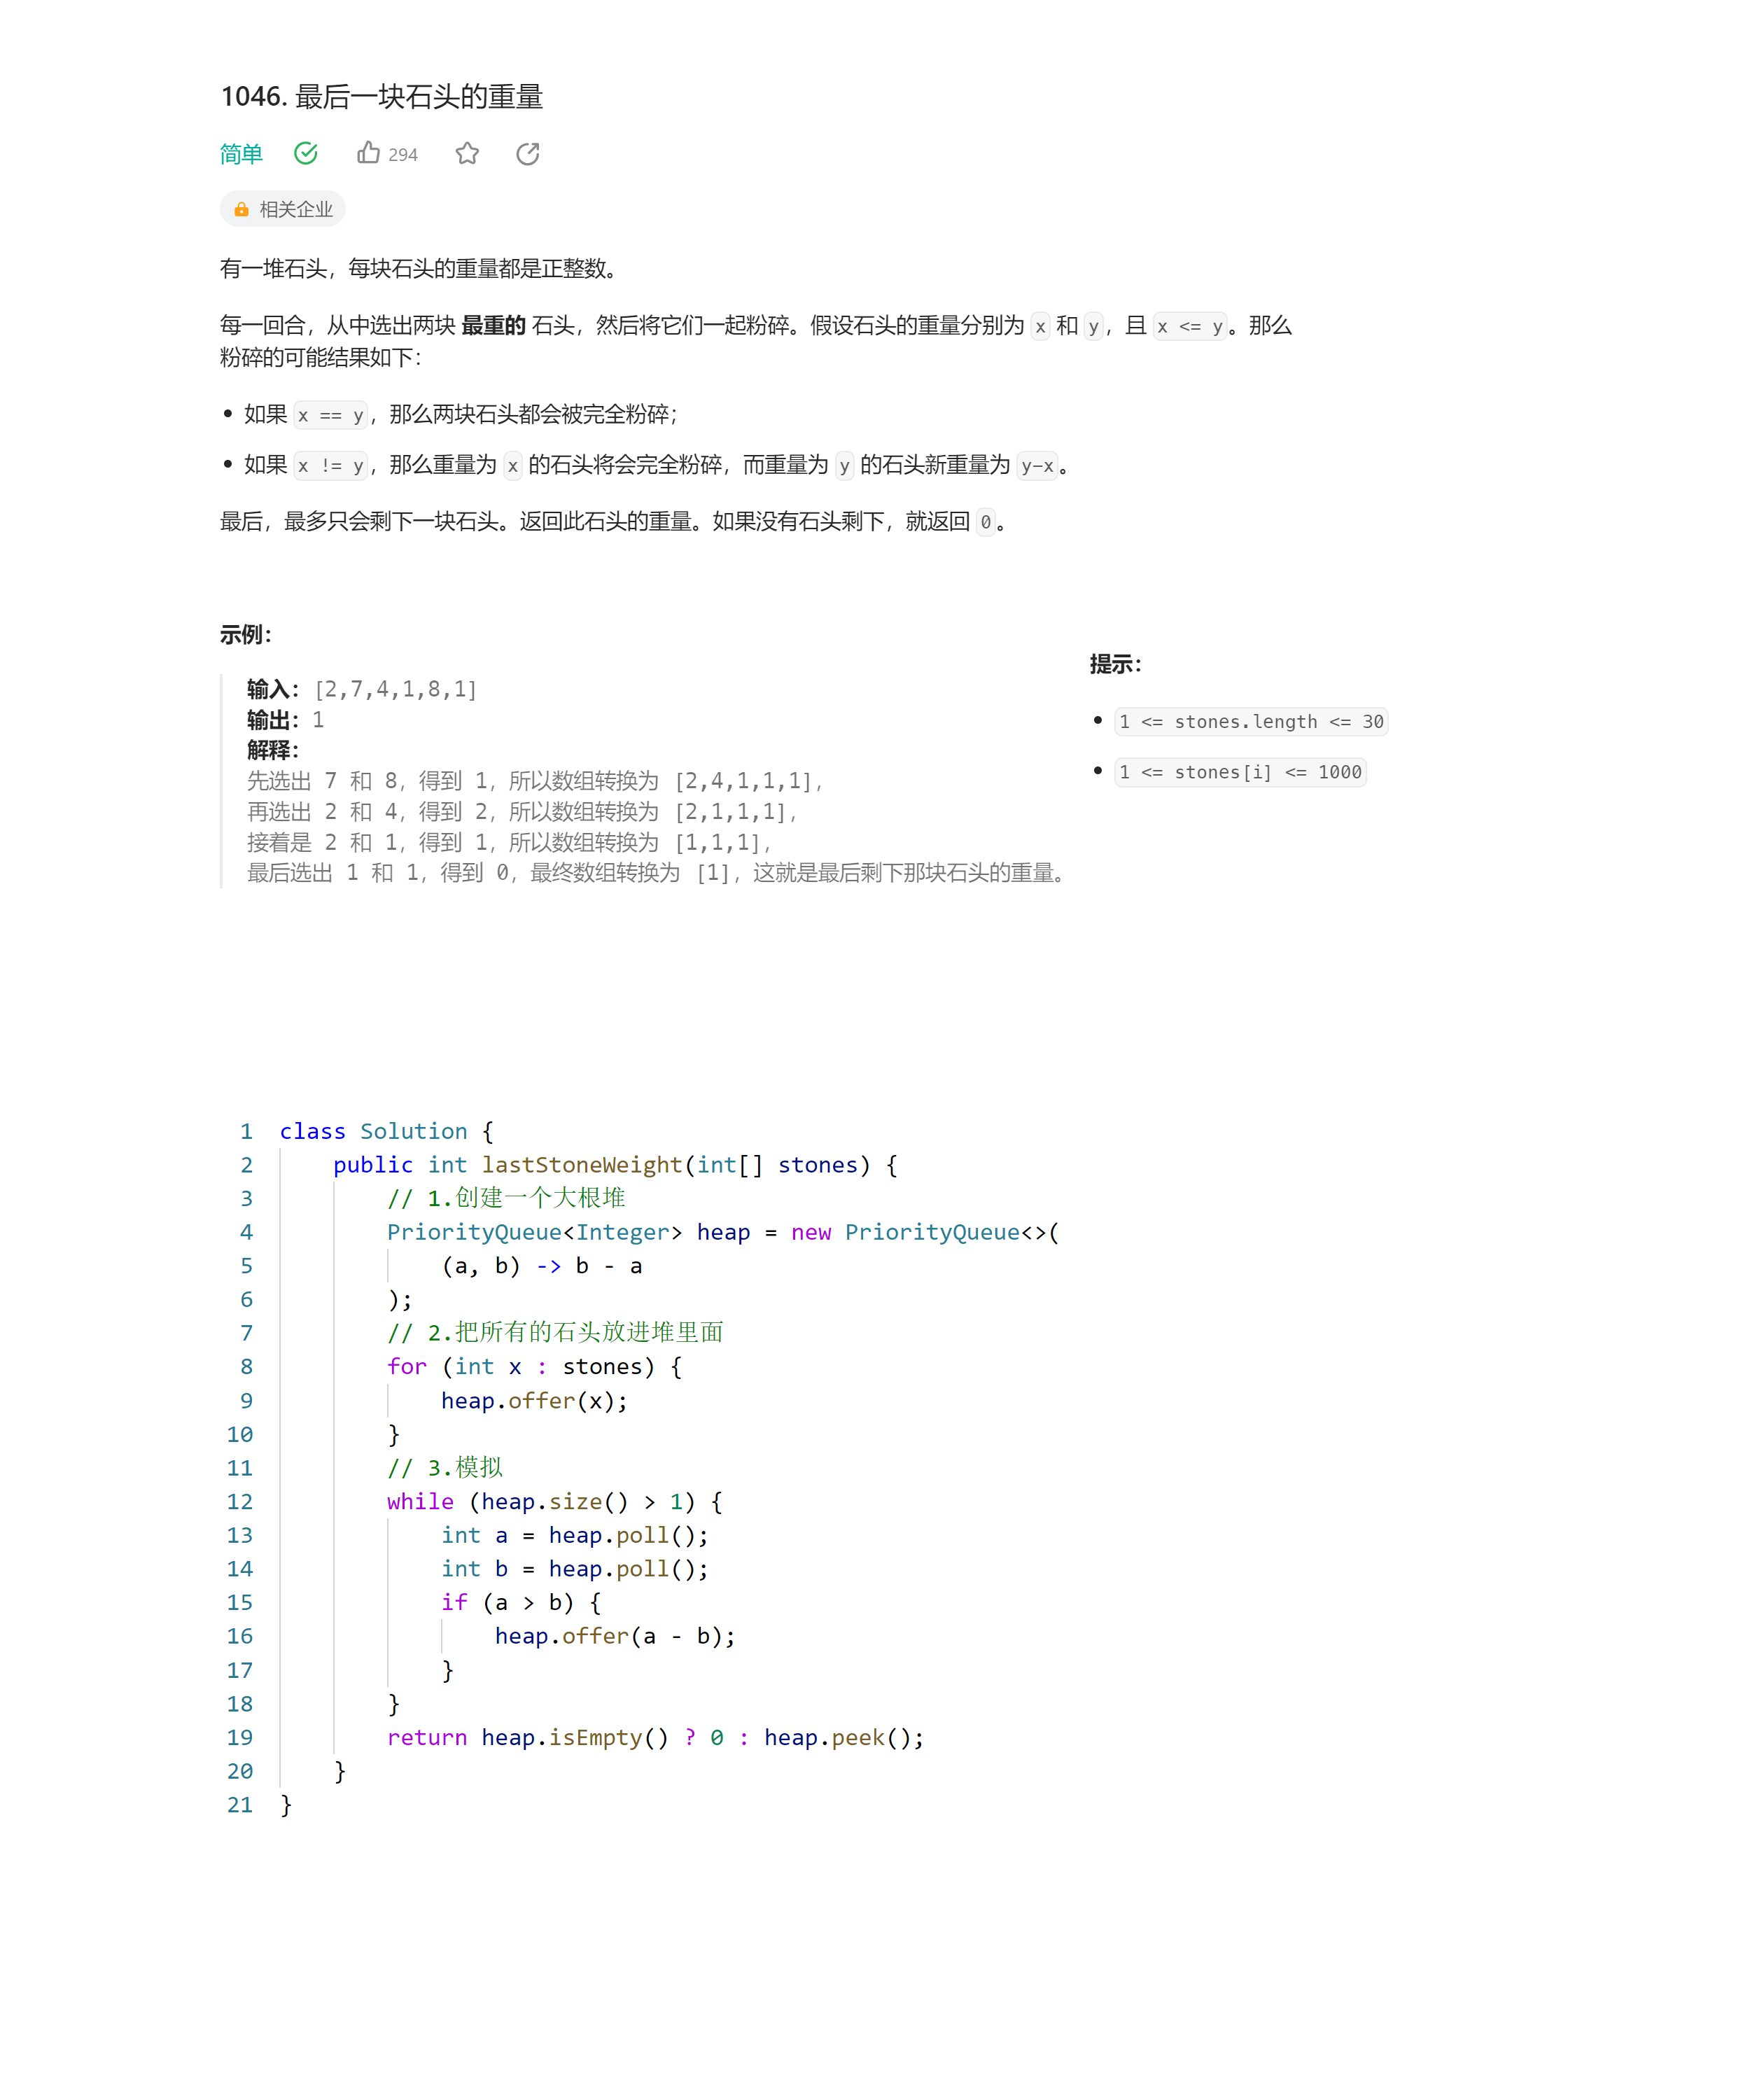 1046. 最后一块石头的重量
简单 294
相关企业
有一堆石头，每块石头的重量都是正整数。
每一回合，从中选出两块 最重的 石头，然后将它们一起粉碎。假设石头的重量分别为 x 和 y，且 x <= y。那么
粉碎的可能结果如下：
如果 x == y，那么两块石头都会被完全粉碎；
如果 x != y，那么重量为 x 的石头将会完全粉碎，而重量为 y 的石头新重量为 y-x。
最后，最多只会剩下一块石头。返回此石头的重量。如果没有石头剩下，就返回 0。
示例：
输入：[2,7,4,1,8,1]
输出：1
解释：
先选出 7 和 8，得到 1，所以数组转换为 [2,4,1,1,1]，
再选出 2 和 4，得到 2，所以数组转换为 [2,1,1,1]，
接着是 2 和 1，得到 1，所以数组转换为 [1,1,1]，
最后选出 1 和 1，得到 0，最终数组转换为 [1]，这就是最后剩下那块石头的重量。
提示：
1 <= stones.length <= 30
1 <= stones[i] <= 1000
1 class Solution {
2 public int lastStoneWeight(int[] stones) {
3 // 1.创建一个大根堆
4 PriorityQueue<Integer> heap = new PriorityQueue<>(
5 (a, b) -> b - a
6 );
7 // 2.把所有的石头放进堆里面
8 for (int x : stones) {
9 heap.offer(x);
10 }
11 // 3.模拟
12 while (heap.size() > 1) {
13 int a = heap.poll();
14 int b = heap.poll();
15 if (a > b) {
16 heap.offer(a - b);
17 }
18 }
19 return heap.isEmpty() ? 0 : heap.peek();
20 }
21 }